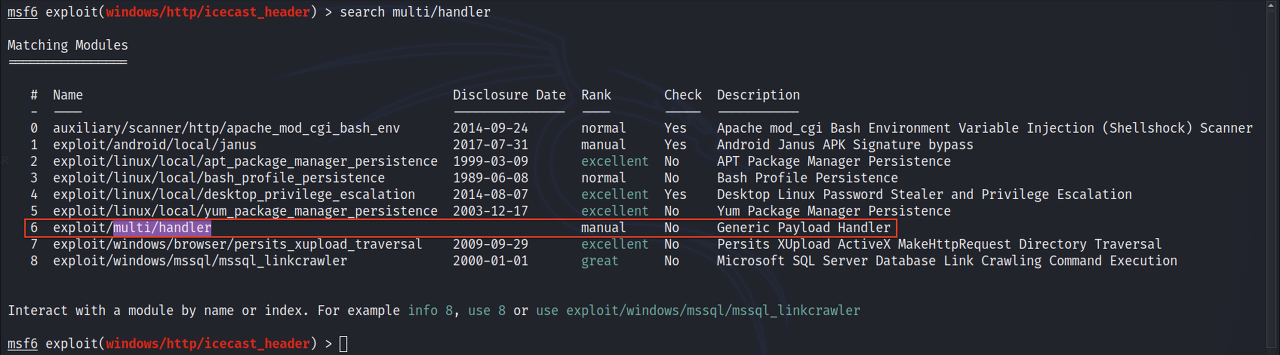 msf6 exploit(windows/http/icecast_header) > search multi/handler
Matching Modules
================
# Name Disclosure Date Rank Check Description
- ---- --------------- ---- ----- -----------
0 auxiliary/scanner/http/apache_mod_cgi_bash_env 2014-09-24 normal Yes Apache mod_cgi Bash Environment Variable Injection (Shellshock) Scanner
1 exploit/android/local/janus 2017-07-31 manual Yes Android Janus APK Signature bypass
2 exploit/linux/local/apt_package_manager_persistence 1999-03-09 excellent No APT Package Manager Persistence
3 exploit/linux/local/bash_profile_persistence 1989-06-08 normal No Bash Profile Persistence
4 exploit/linux/local/desktop_privilege_escalation 2014-08-07 excellent Yes Desktop Linux Password Stealer and Privilege Escalation
5 exploit/linux/local/yum_package_manager_persistence 2003-12-17 excellent No Yum Package Manager Persistence
6 exploit/multi/handler manual No Generic Payload Handler
7 exploit/windows/browser/persits_xupload_traversal 2009-09-29 excellent No Persits XUpload ActiveX MakeHttpRequest Directory Traversal
8 exploit/windows/mssql/mssql_linkcrawler 2000-01-01 great No Microsoft SQL Server Database Link Crawling Command Execution
Interact with a module by name or index. For example info 8, use 8 or use exploit/windows/mssql/mssql_linkcrawler
msf6 exploit(windows/http/icecast_header) >